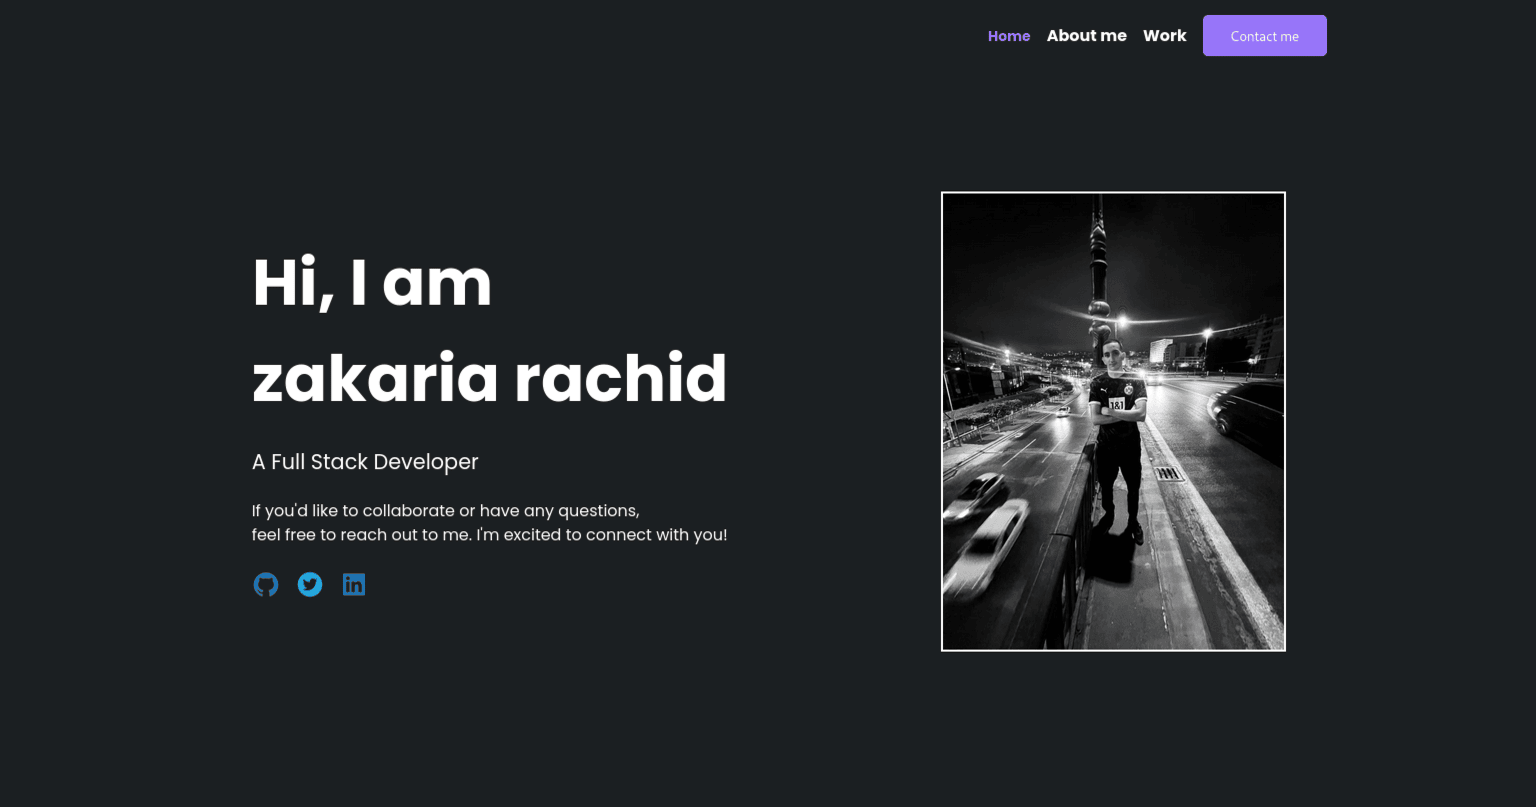 Home About me Work Contact me
Hi, I am
zakaria rachid
A Full Stack Developer
If you'd like to collaborate or have any questions,
feel free to reach out to me. I'm excited to connect with you!
1&1